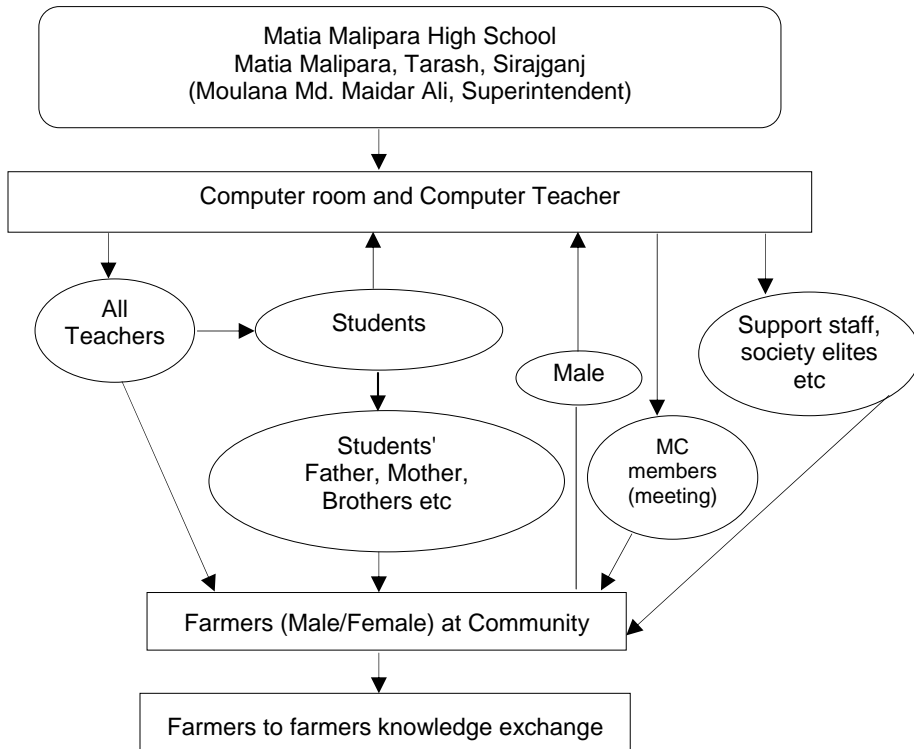 Matia Malipara High School
Matia Malipara, Tarash, Sirajganj
(Moulana Md. Maidar Ali, Superintendent)
Computer room and Computer Teacher
All
Teachers
Students
Male
Support staff,
society elites
etc
Students'
Father, Mother,
Brothers etc
MC
members
(meeting)
Farmers (Male/Female) at Community
Farmers to farmers knowledge exchange